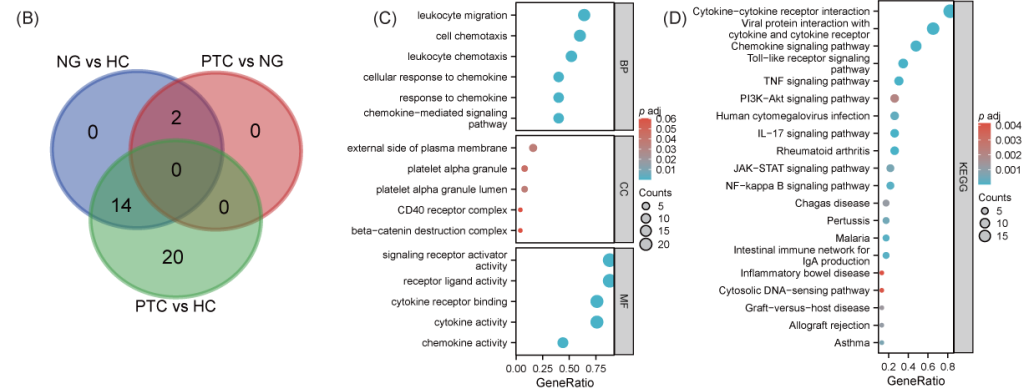 (B)
NG vs HC
PTC vs NG
0
2
0
0
14
0
20
PTC vs HC
(C)
leukocyte migration
cell chemotaxis
leukocyte chemotaxis
cellular response to chemokine
response to chemokine
chemokine−mediated signaling
pathway
BP
external side of plasma membrane
platelet alpha granule
platelet alpha granule lumen
CD40 receptor complex
beta−catenin destruction complex
CC
signaling receptor activator
activity
receptor ligand activity
cytokine receptor binding
cytokine activity
chemokine activity
MF
0.00 0.25 0.50 0.75
GeneRatio
p adj
0.06
0.05
0.04
0.03
0.02
0.01
Counts
5
10
15
20
(D)
Cytokine−cytokine receptor interaction
Viral protein interaction with
cytokine and cytokine receptor
Chemokine signaling pathway
Toll−like receptor signaling
pathway
TNF signaling pathway
PI3K−Akt signaling pathway
Human cytomegalovirus infection
IL−17 signaling pathway
Rheumatoid arthritis
JAK−STAT signaling pathway
NF−kappa B signaling pathway
Chagas disease
Pertussis
Malaria
Intestinal immune network for
IgA production
Inflammatory bowel disease
Cytosolic DNA−sensing pathway
Graft−versus−host disease
Allograft rejection
Asthma
KEGG
0.2 0.4 0.6 0.8
GeneRatio
p adj
0.004
0.003
0.002
0.001
Counts
5
10
15